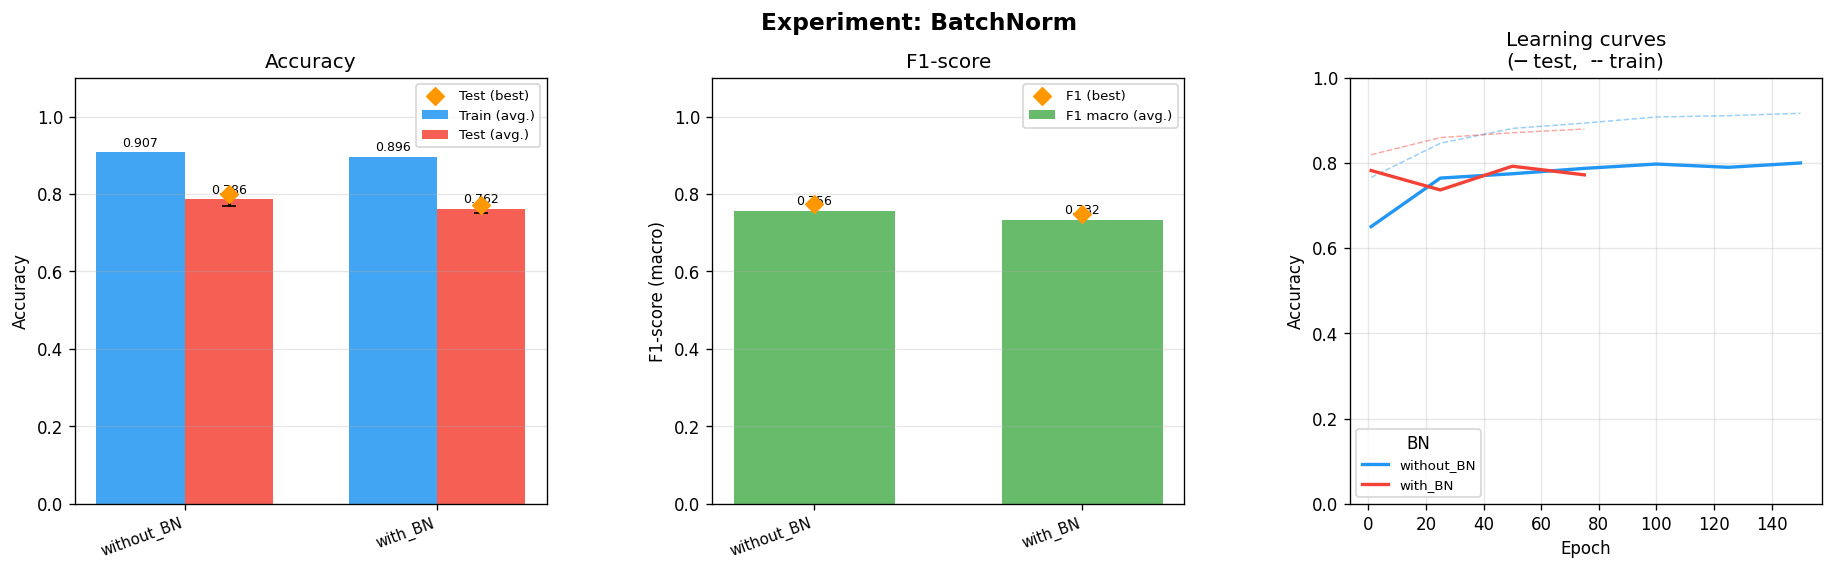 Experiment: BatchNorm
Accuracy
Test (best)
Train (avg.)
Test (avg.)
0.907
0.896
1.0
0.8
0.6
0.4
0.2
0.0
Accuracy
without_BN
with_BN
F1-score
F1 (best)
F1 macro (avg.)
1.0
0.8
0.6
0.4
0.2
0.0
F1-score (macro)
without_BN
with_BN
Learning curves
(─ test,  -- train)
1.0
0.8
0.6
0.4
0.2
0.0
Accuracy
BN
without_BN
with_BN
0 20 40 60 80 100 120 140
Epoch